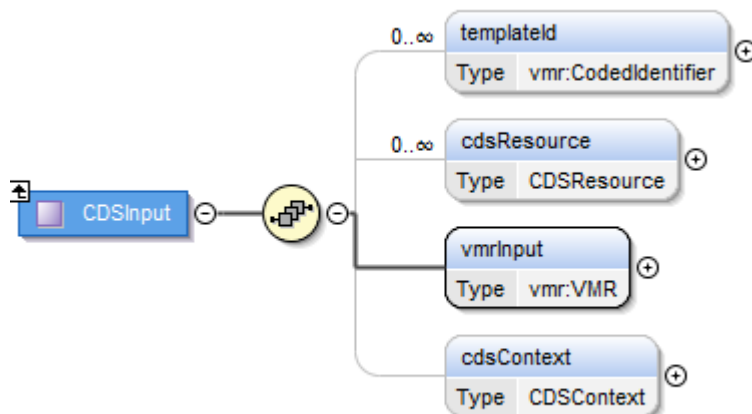 0..∞
templateId
Type vmr:CodedIdentifier
0..∞
cdsResource
Type CDSResource
CDSInput
vmrInput
Type vmr:VMR
cdsContext
Type CDSContext